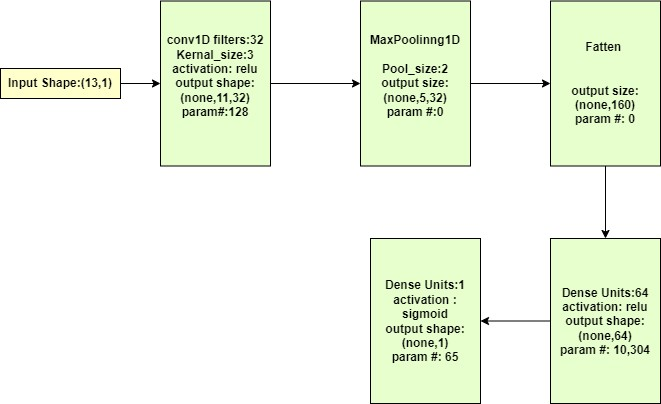 Input Shape:(13,1)
conv1D filters:32
Kernal_size:3
activation: relu
output shape:
(none,11,32)
param#:128
MaxPoolinng1D
Pool_size:2
output size:
(none,5,32)
param #:0
Fatten
output size:
(none,160)
param #: 0
Dense Units:64
activation: relu
output shape:
(none,64)
param #: 10,304
Dense Units:1
activation :
sigmoid
output shape:
(none,1)
param #: 65